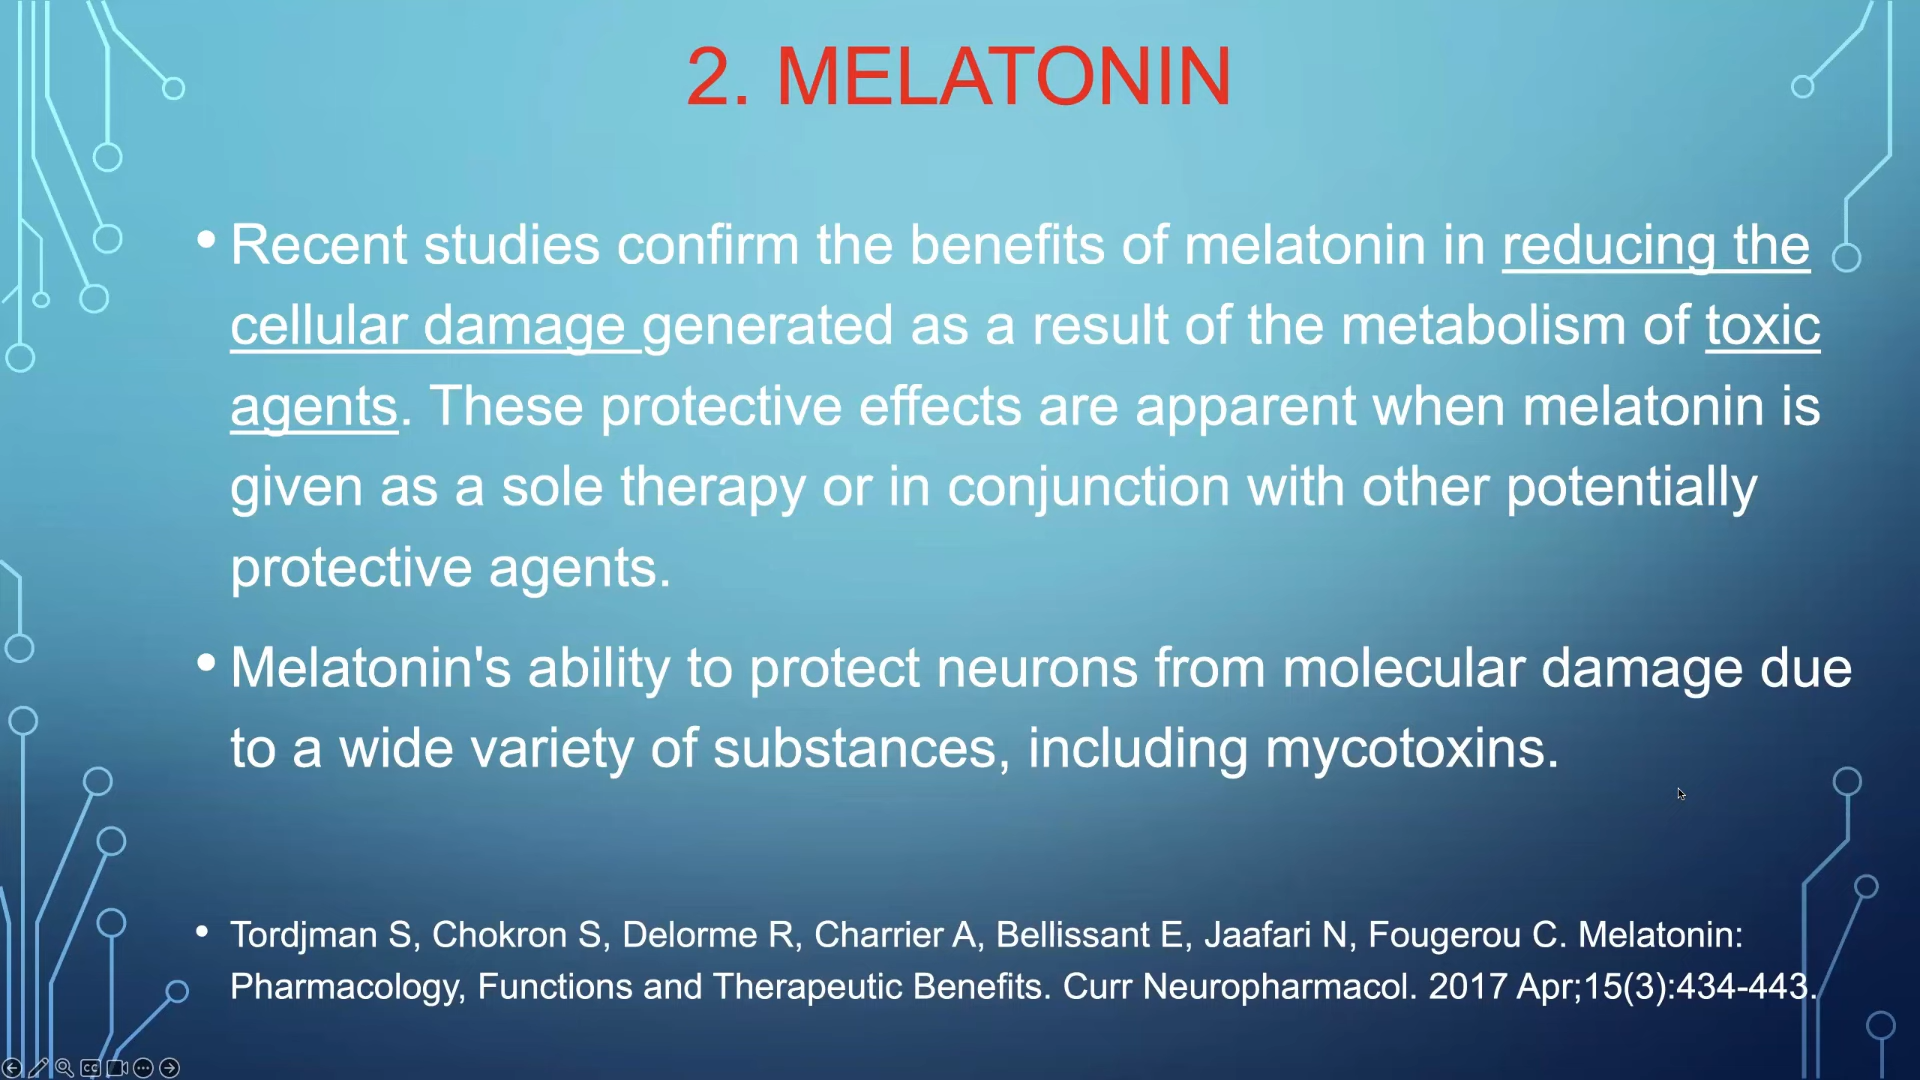 2. MELATONIN
• Recent studies confirm the benefits of melatonin in reducing the
cellular damage generated as a result of the metabolism of toxic
agents. These protective effects are apparent when melatonin is
given as a sole therapy or in conjunction with other potentially
protective agents.
• Melatonin's ability to protect neurons from molecular damage due
to a wide variety of substances, including mycotoxins.
• Tordjman S, Chokron S, Delorme R, Charrier A, Bellissant E, Jaafari N, Fougerou C. Melatonin:
Pharmacology, Functions and Therapeutic Benefits. Curr Neuropharmacol. 2017 Apr;15(3):434-443.
CC